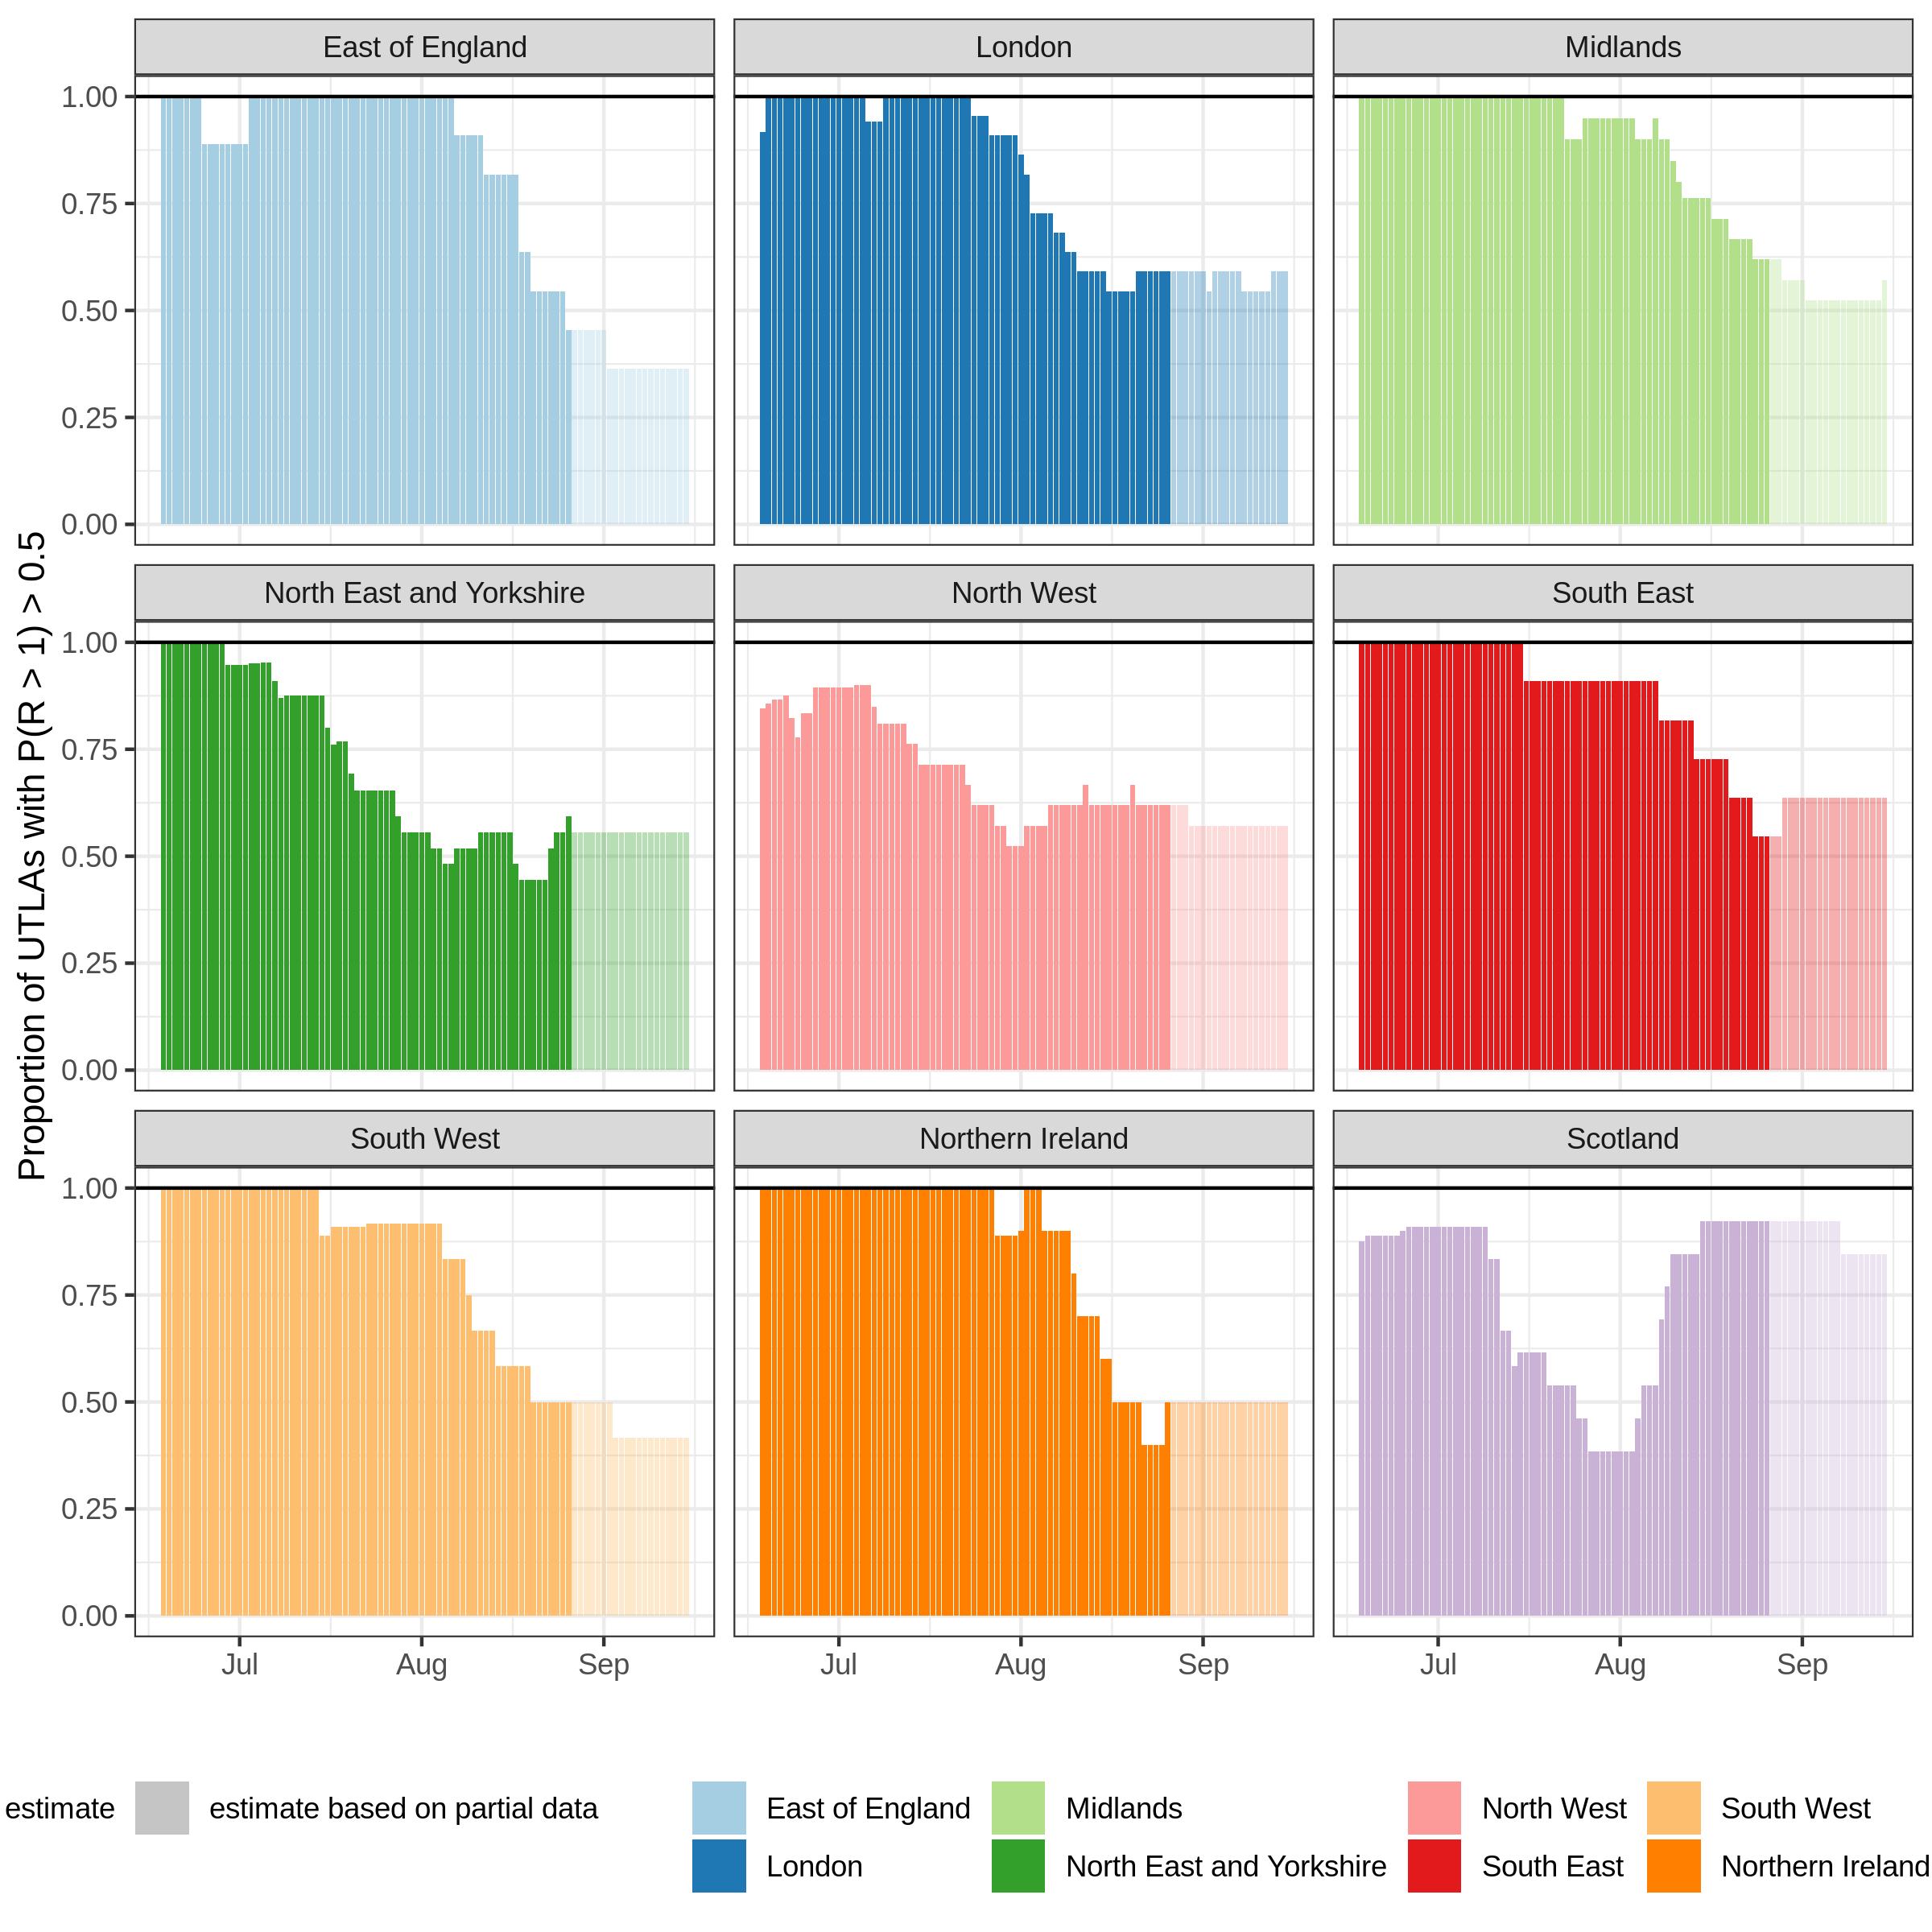 East of England London Midlands
1.00
0.75
0.50
0.25
0.00
Proportion of UTLAs with P(R > 1) > 0.5
North East and Yorkshire North West South East
1.00
0.75
0.50
0.25
0.00
South West Northern Ireland Scotland
1.00
0.75
0.50
0.25
0.00
Jul Aug Sep Jul Aug Sep Jul Aug Sep
estimate estimate based on partial data East of England Midlands North West South West
London North East and Yorkshire South East Northern Ireland